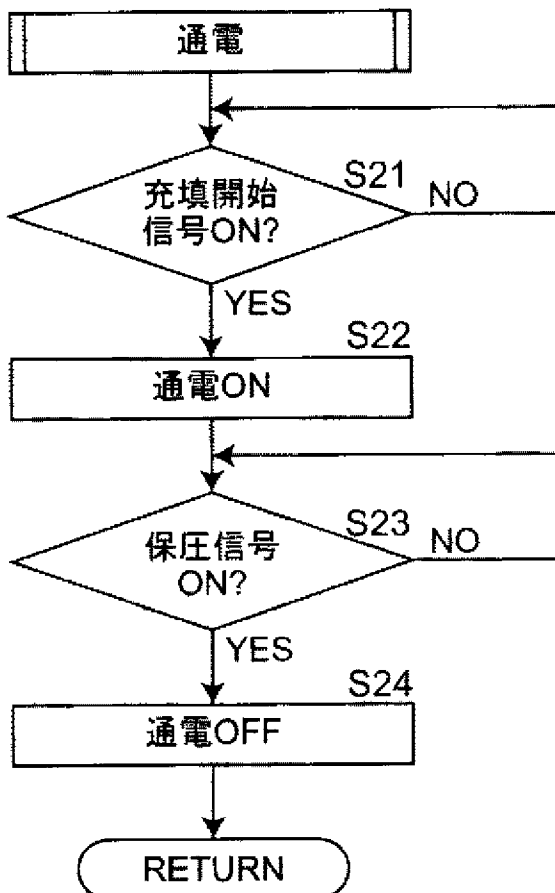 通電
S21
充填開始
信号ON?
NO
YES
S22
通電ON
S23
保圧信号
ON?
NO
YES
S24
通電OFF
RETURN